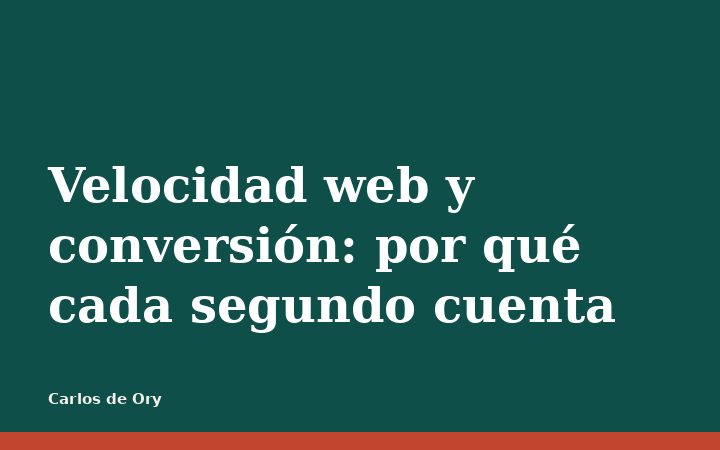 Velocidad web y
conversión: por qué
cada segundo cuenta
Carlos de Ory